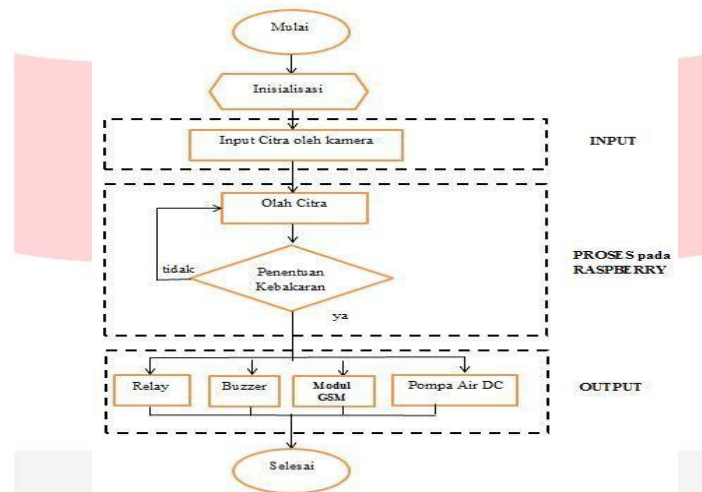 Mulai
Inisialisasi
Input Citra oleh kamera
INPUT
Olah Citra
tidak
Penentuan
Kebakaran
ya
PROSES pada
RASPBERRY
Relay
Buzzer
Modul
GSM
Pompa Air DC
OUTPUT
Selesai